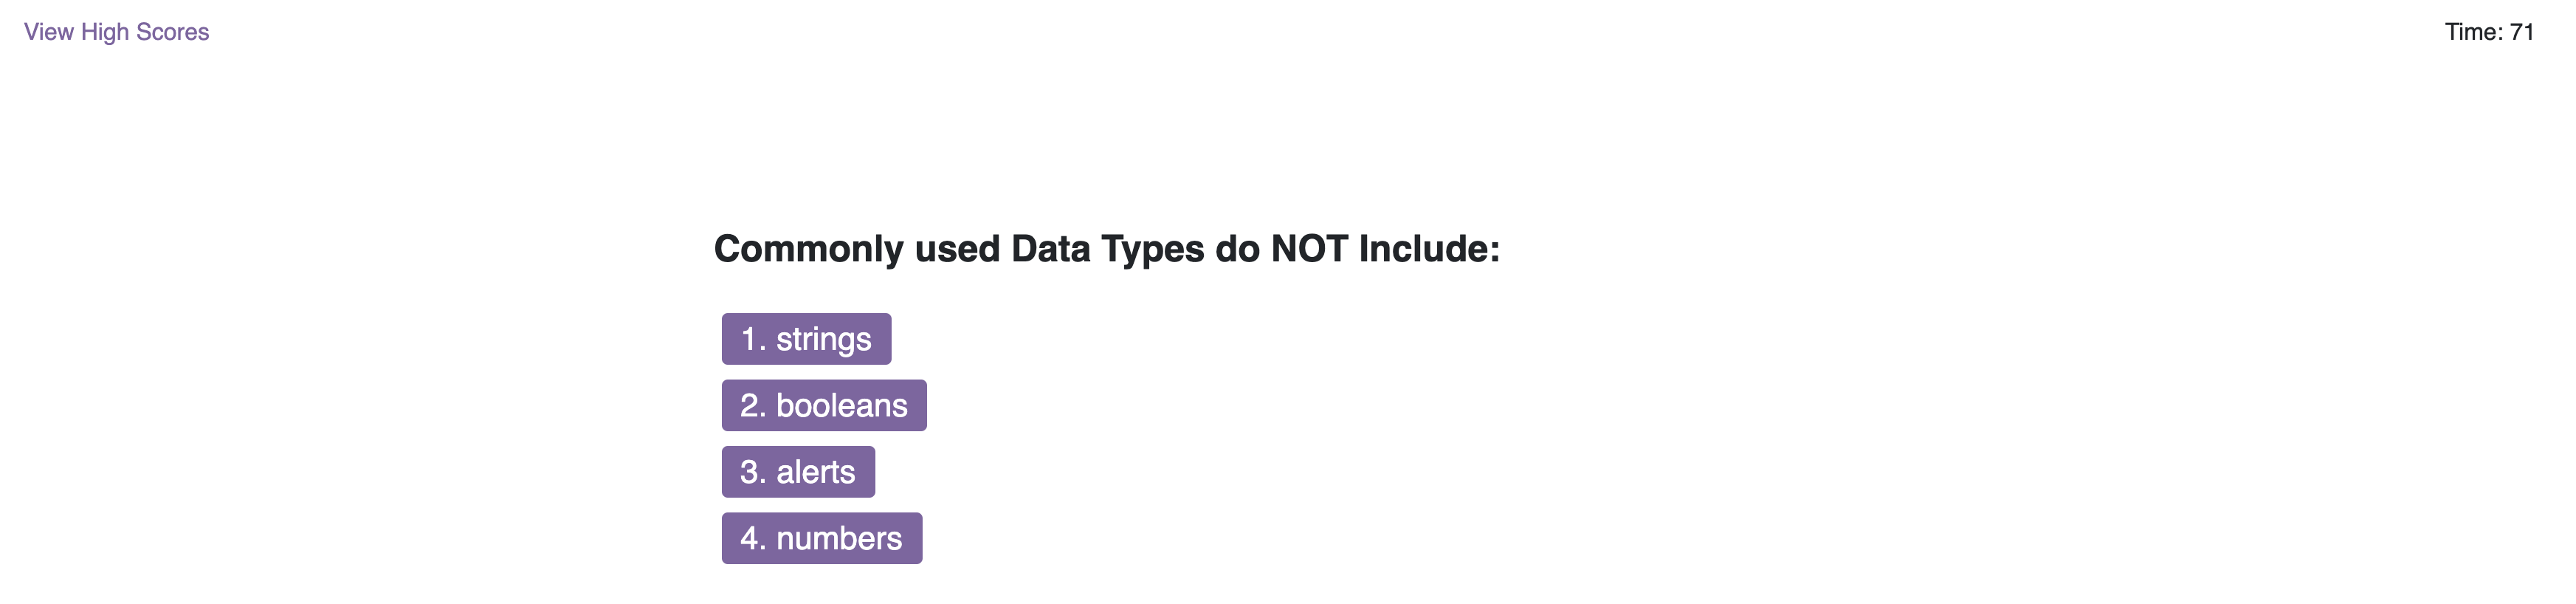 View High Scores
Time: 71
Commonly used Data Types do NOT Include:
1. strings
2. booleans
3. alerts
4. numbers